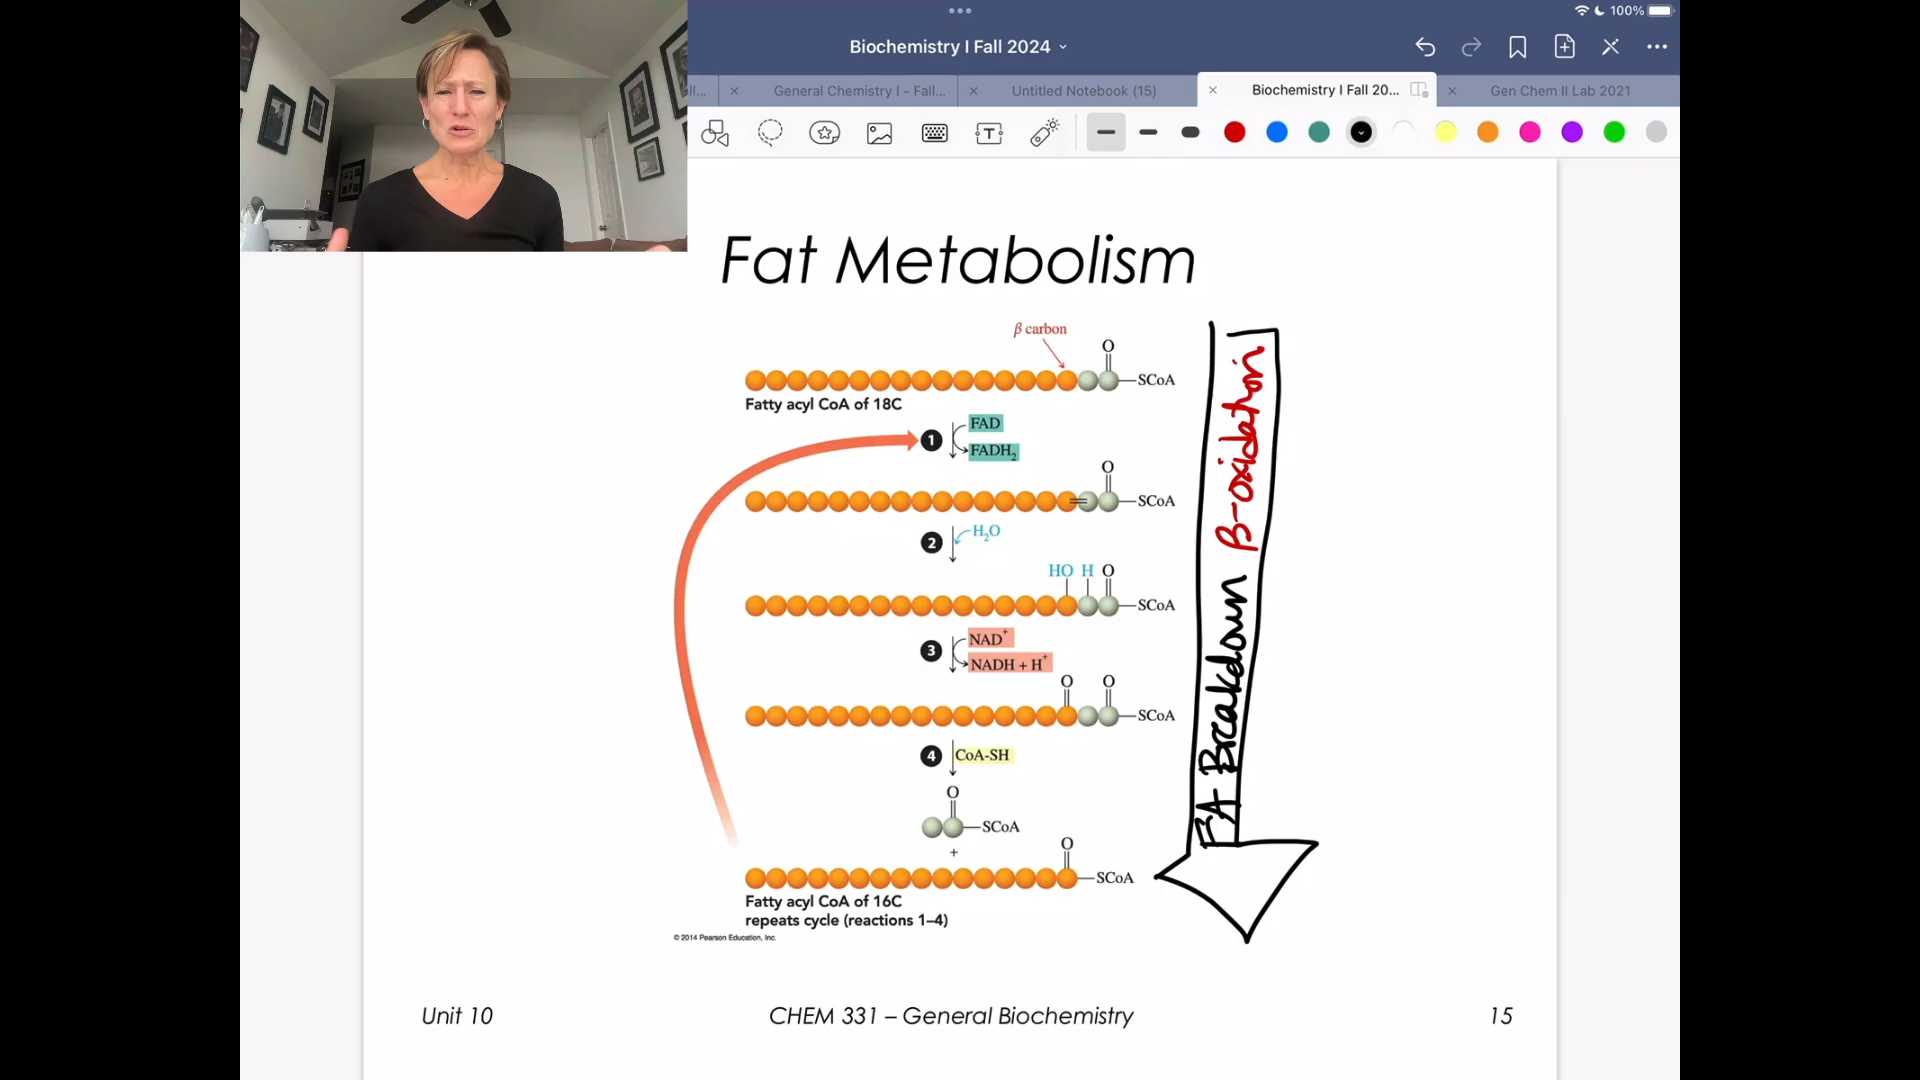 100%
Biochemistry I Fall 2024
ll...
General Chemistry I - Fall...
Untitled Notebook (15)
Biochemistry I Fall 20...
Gen Chem II Lab 2021
T
Fat Metabolism
β carbon
O
SCoA
Fatty acyl CoA of 18C
1
FAD
FADH2
O
SCoA
2
H2O
HO H O
SCoA
3
NAD+
NADH + H+
O O
SCoA
4
CoA-SH
O
SCoA
+
O
SCoA
Fatty acyl CoA of 16C
repeats cycle (reactions 1–4)
© 2014 Pearson Education, Inc.
FA Breakdown β-oxidation
Unit 10
CHEM 331 – General Biochemistry
15